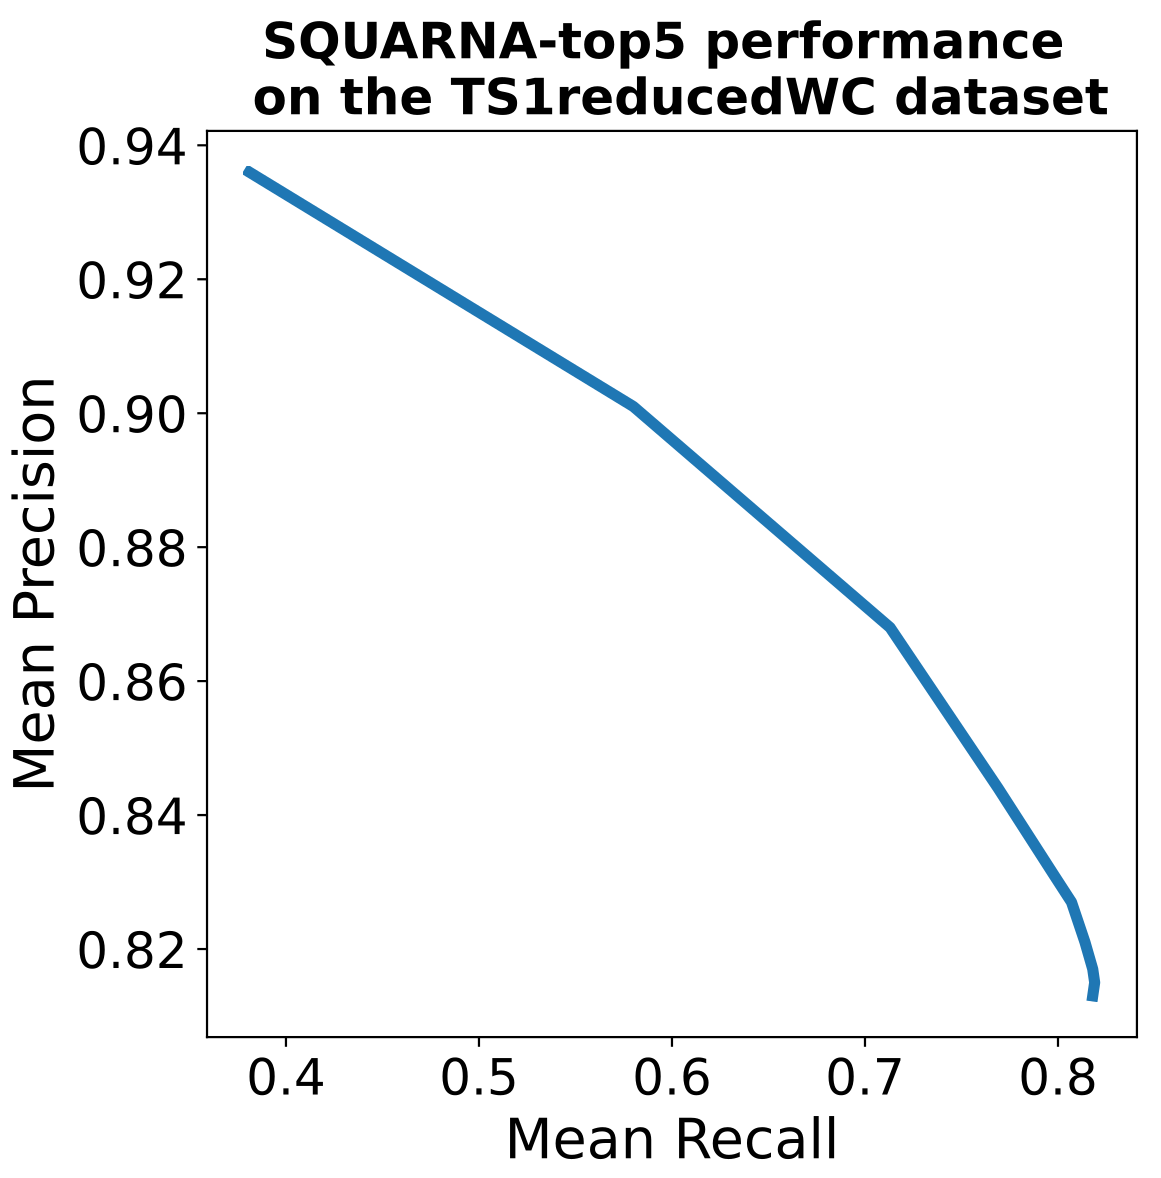 SQUARNA-top5 performance
on the TS1reducedWC dataset
0.94
0.92
0.90
0.88
0.86
0.84
0.82
Mean Precision
0.4 0.5 0.6 0.7 0.8
Mean Recall